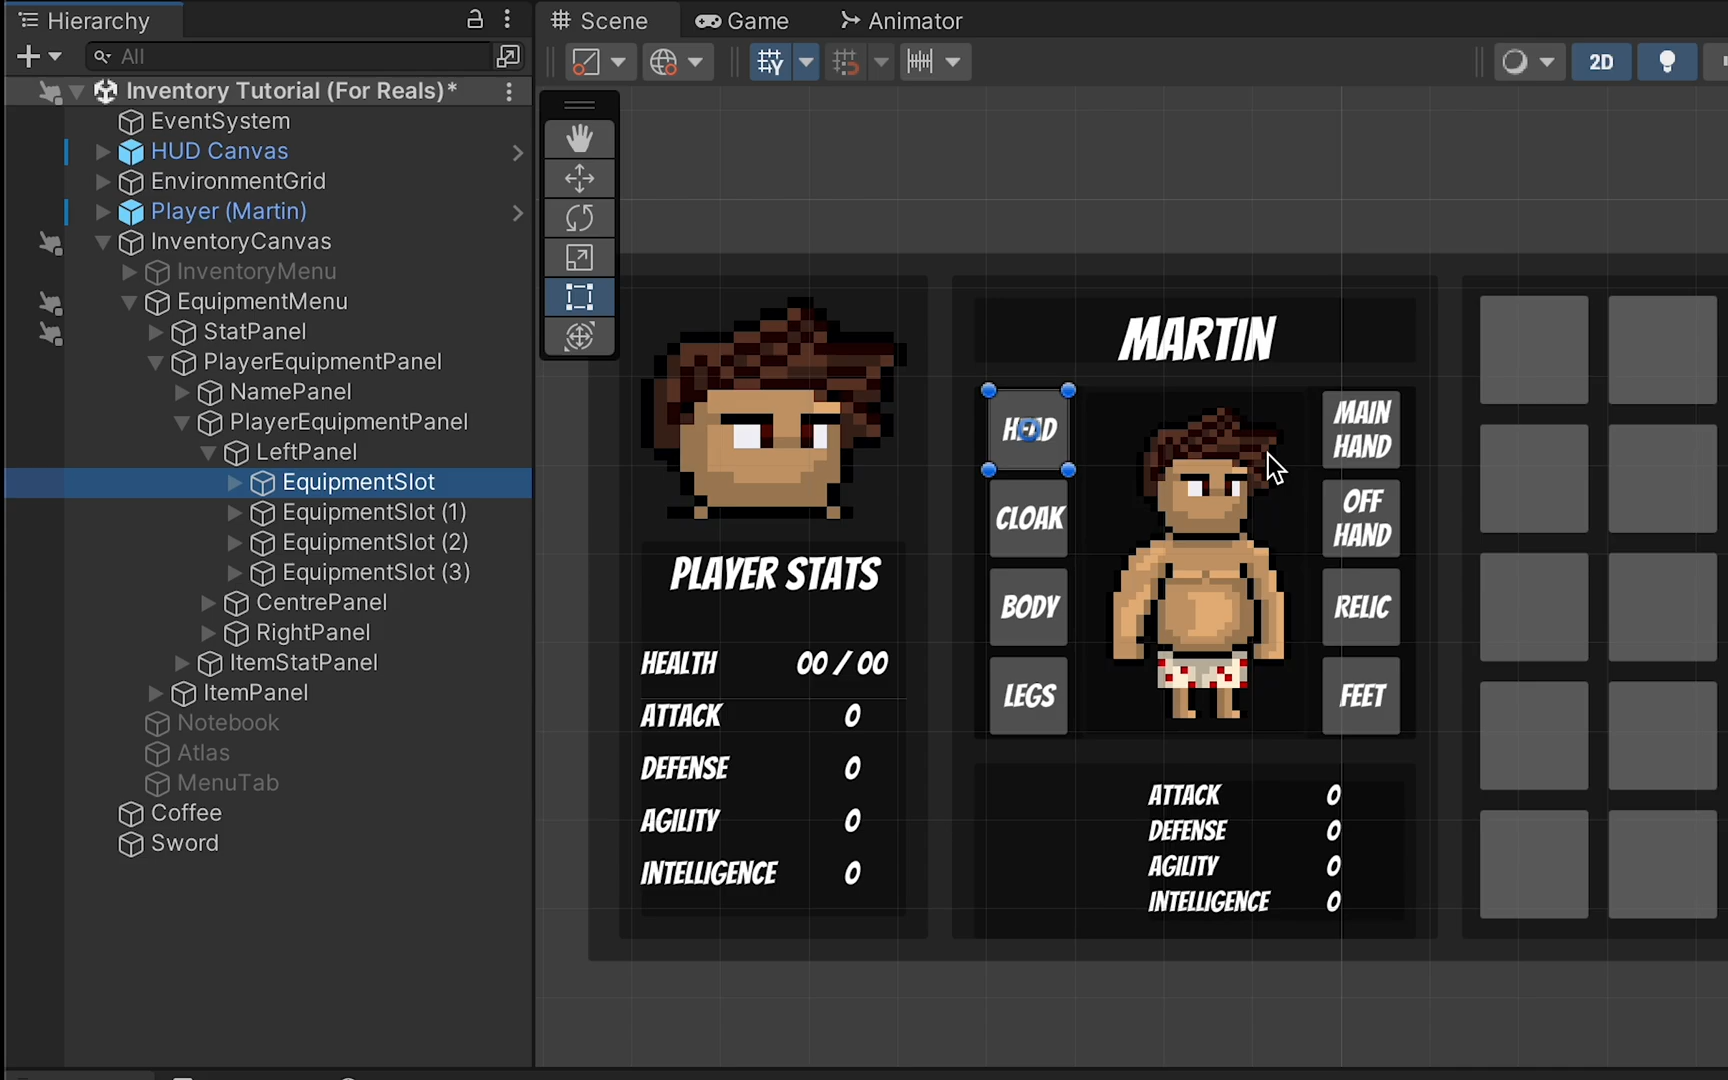 Hierarchy
All
Inventory Tutorial (For Reals)*
EventSystem
HUD Canvas
EnvironmentGrid
Player (Martin)
InventoryCanvas
InventoryMenu
EquipmentMenu
StatPanel
PlayerEquipmentPanel
NamePanel
PlayerEquipmentPanel
LeftPanel
EquipmentSlot
EquipmentSlot (1)
EquipmentSlot (2)
EquipmentSlot (3)
CentrePanel
RightPanel
ItemStatPanel
ItemPanel
Notebook
Atlas
MenuTab
Coffee
Sword
Scene
Game
Animator
2D
PLAYER STATS
HEALTH 00 / 00
ATTACK 0
DEFENSE 0
AGILITY 0
INTELLIGENCE 0
MARTIN
HEAD
CLOAK
BODY
LEGS
MAIN
HAND
OFF
HAND
RELIC
FEET
ATTACK 0
DEFENSE 0
AGILITY 0
INTELLIGENCE 0